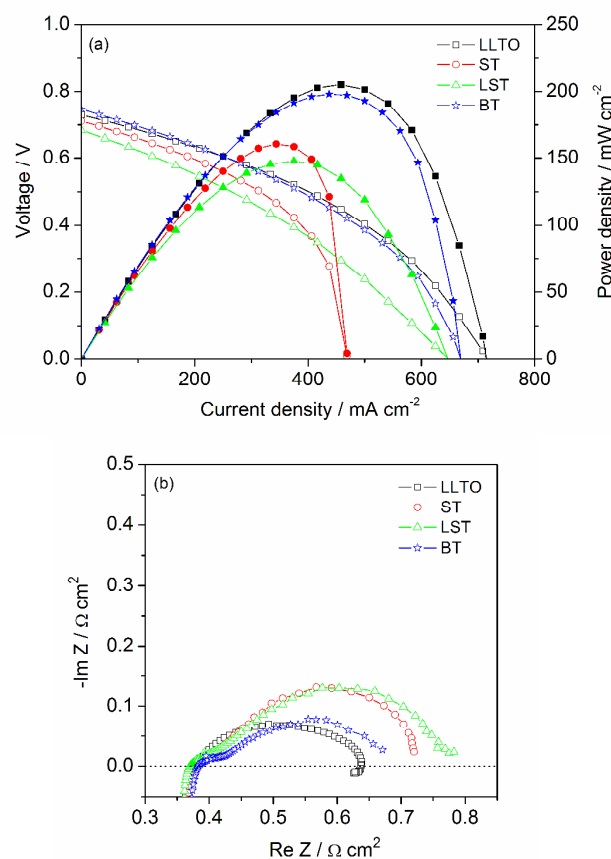 (a)
LLTO
ST
LST
BT
1.0
0.8
0.6
0.4
0.2
0.0
Voltage / V
250
200
150
100
50
0
Power density / mW cm⁻²
0 200 400 600 800
Current density / mA cm⁻²
(b)
LLTO
ST
LST
BT
0.5
0.4
0.3
0.2
0.1
0.0
-Im Z / Ω cm²
0.3 0.4 0.5 0.6 0.7 0.8 0.9
Re Z / Ω cm²